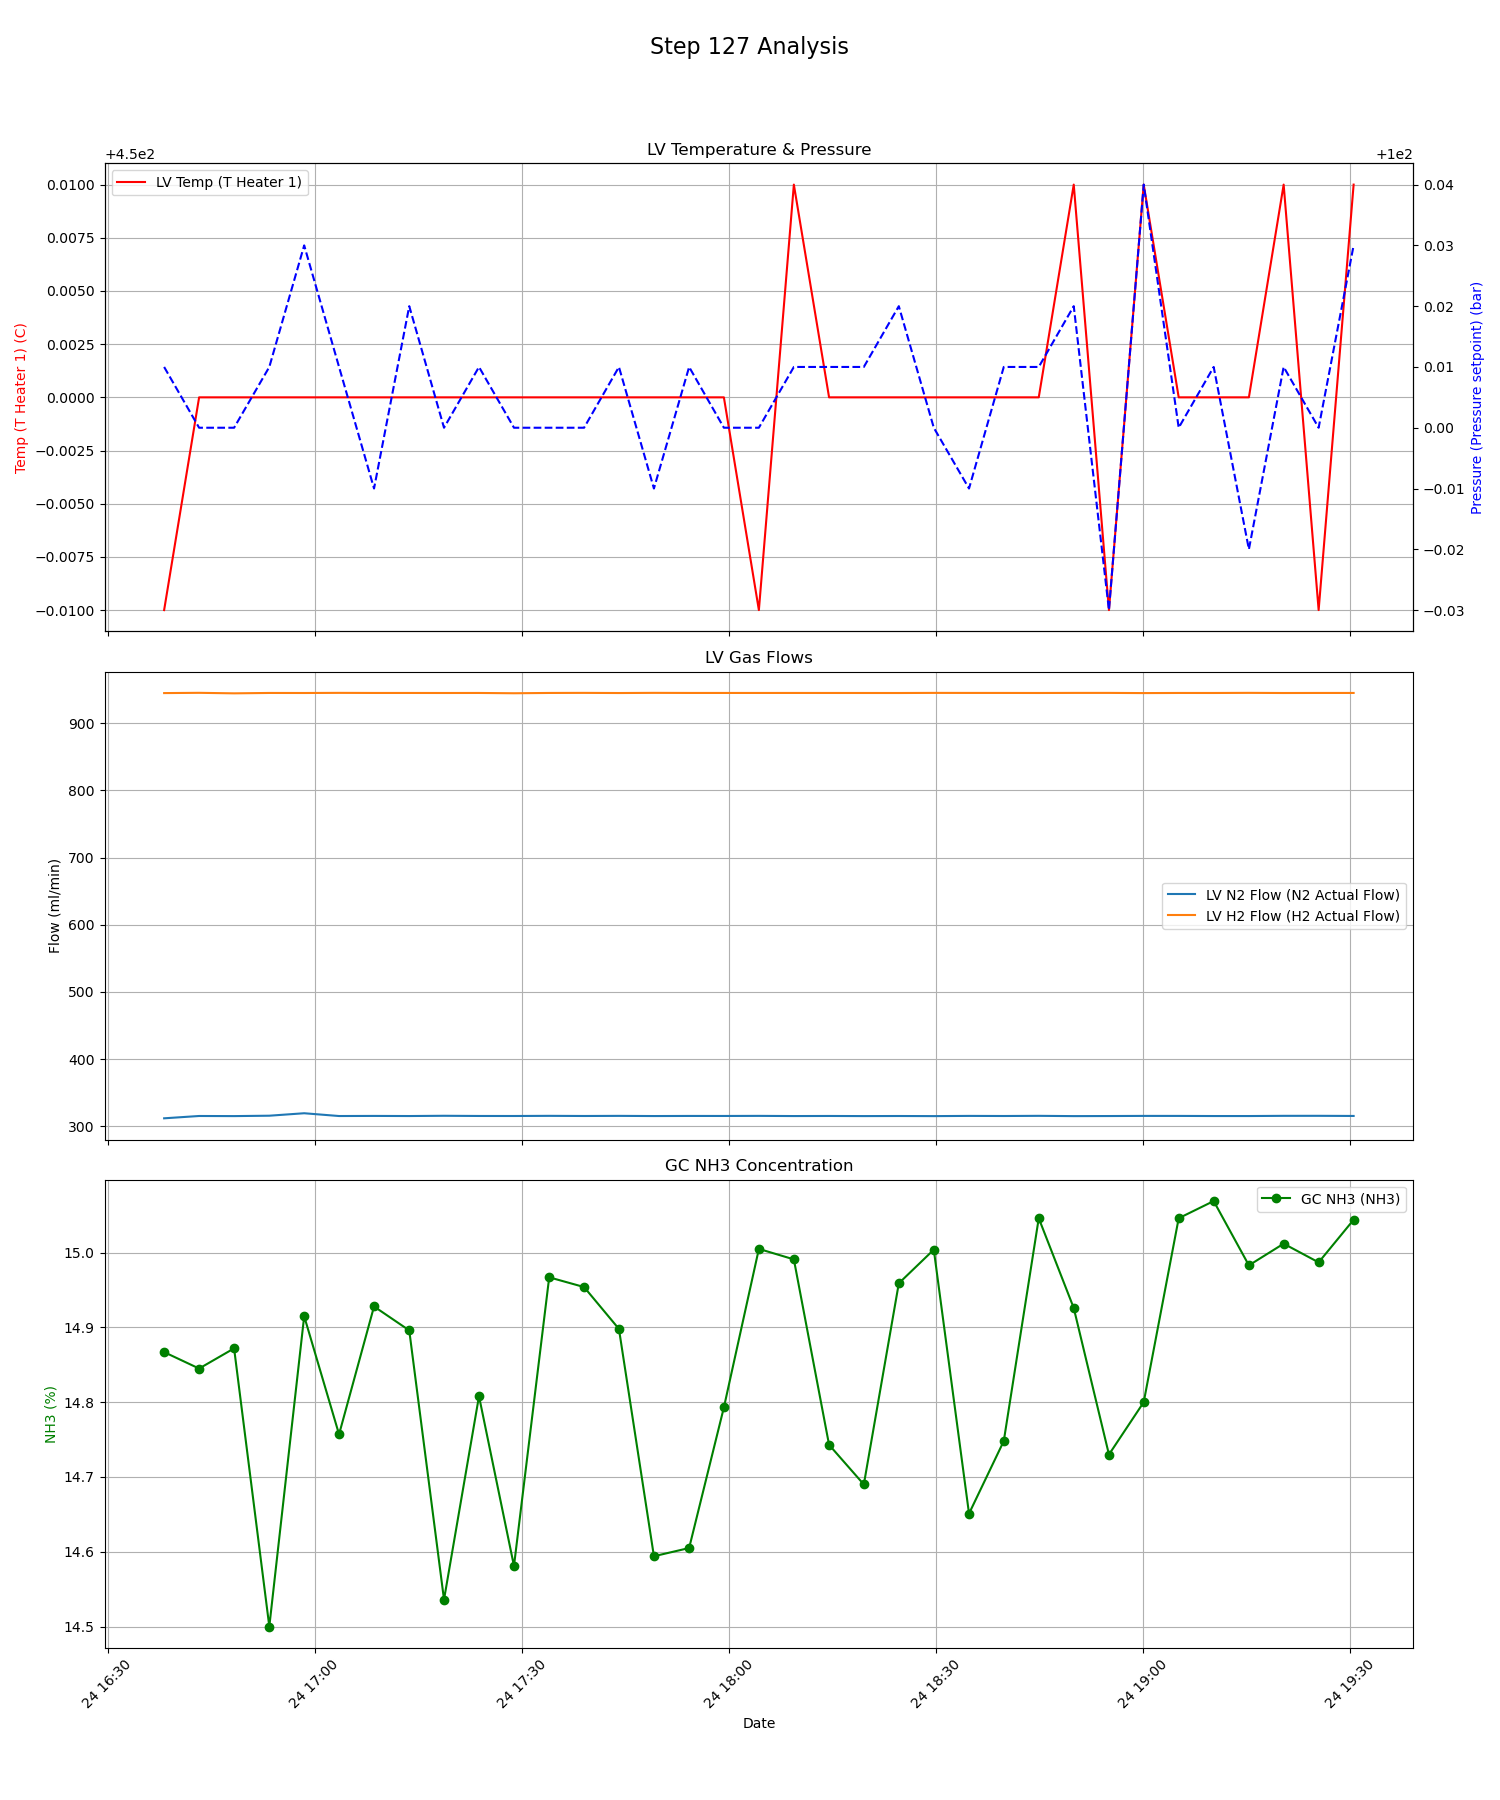 Step 127 Analysis
LV Temperature & Pressure
+4.5e2
+1e2
LV Temp (T Heater 1)
0.0100
0.0075
0.0050
0.0025
0.0000
−0.0025
−0.0050
−0.0075
−0.0100
Temp (T Heater 1) (C)
0.04
0.03
0.02
0.01
0.00
−0.01
−0.02
−0.03
Pressure (Pressure setpoint) (bar)
LV Gas Flows
900
800
700
600
500
400
300
Flow (ml/min)
LV N2 Flow (N2 Actual Flow)
LV H2 Flow (H2 Actual Flow)
GC NH3 Concentration
GC NH3 (NH3)
15.0
14.9
14.8
14.7
14.6
14.5
NH3 (%)
24 16:30
24 17:00
24 17:30
24 18:00
24 18:30
24 19:00
24 19:30
Date